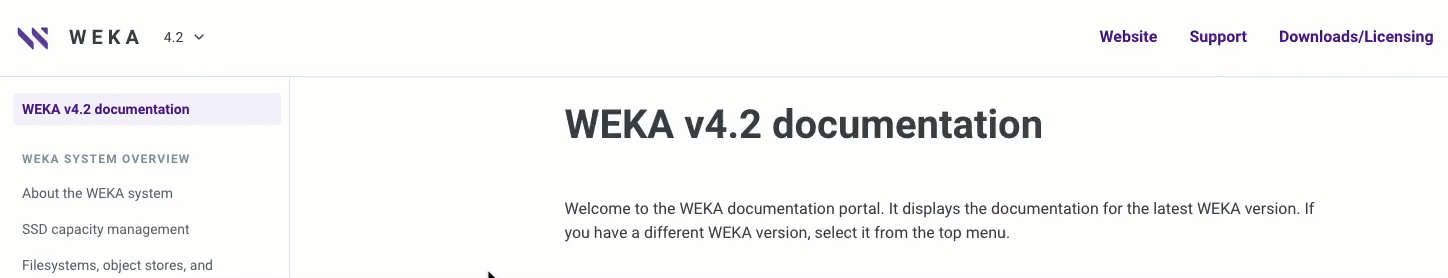 WEKA 4.2
Website Support Downloads/Licensing
WEKA v4.2 documentation
WEKA SYSTEM OVERVIEW
About the WEKA system
SSD capacity management
Filesystems, object stores, and
WEKA v4.2 documentation
Welcome to the WEKA documentation portal. It displays the documentation for the latest WEKA version. If
you have a different WEKA version, select it from the top menu.